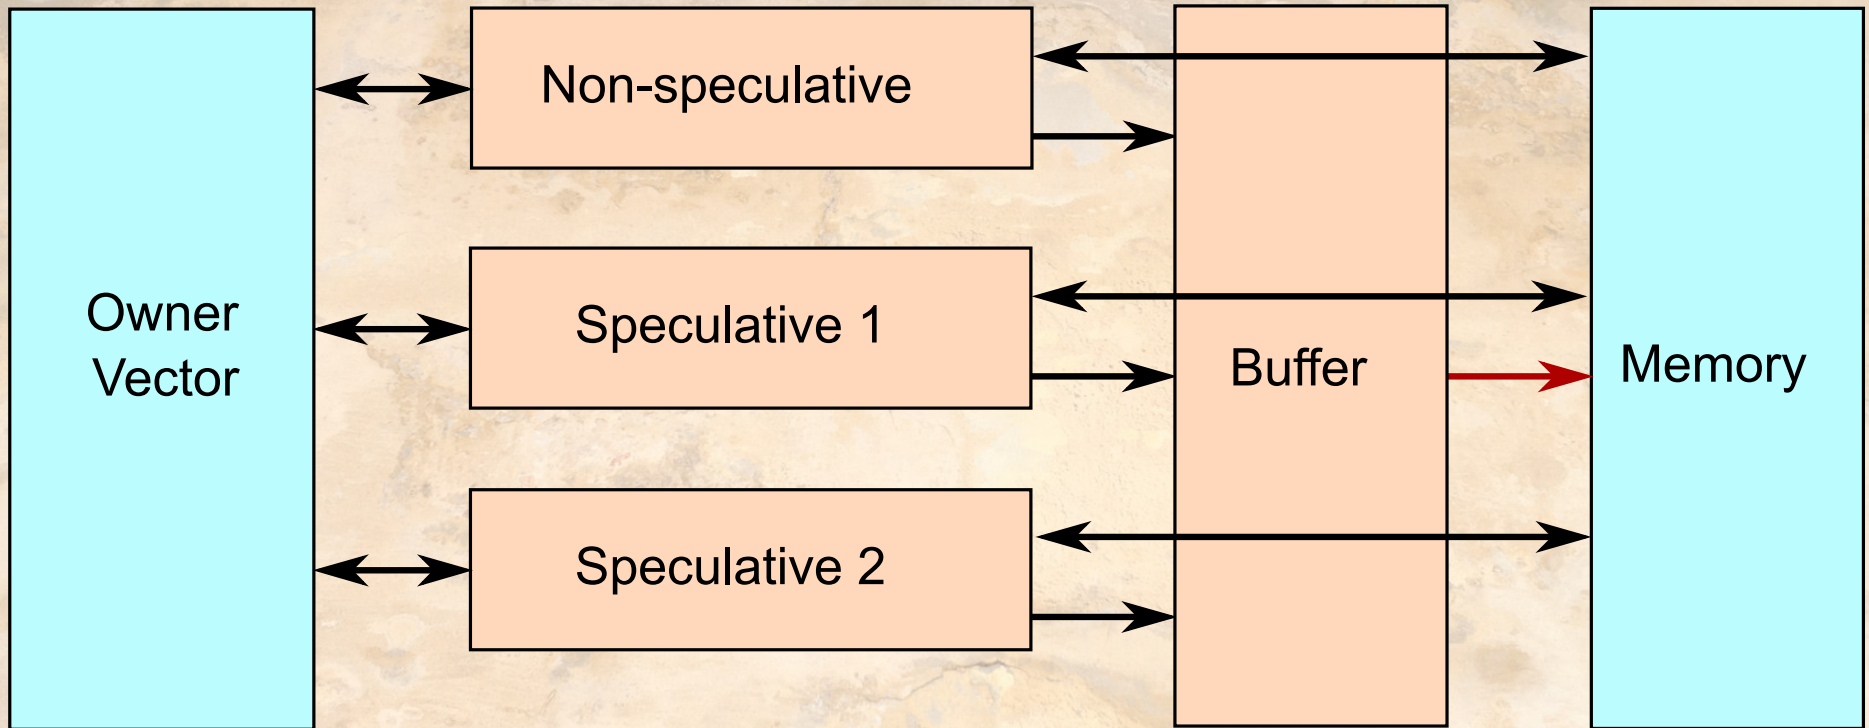 Owner
Vector
Non-speculative
Speculative 1
Speculative 2
Buffer
Memory